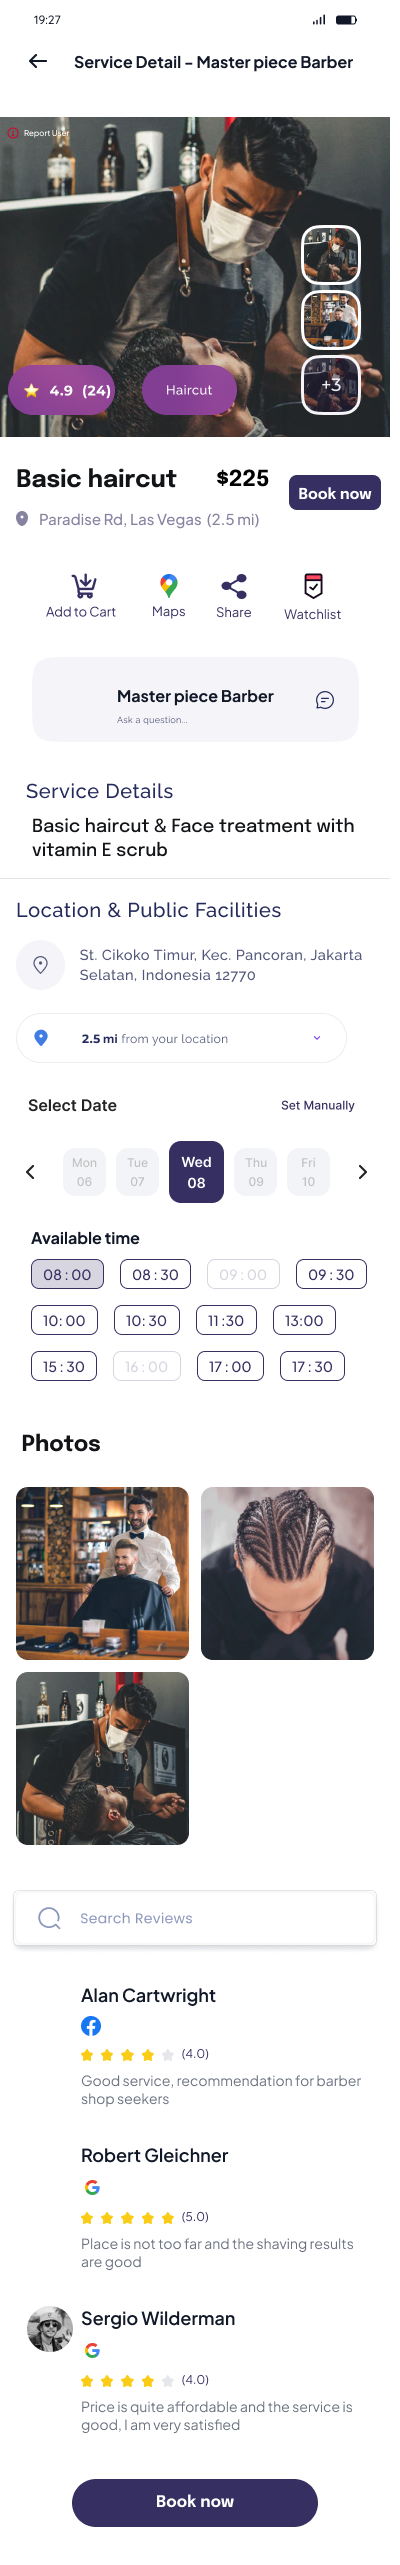 19:27
Service Detail - Master piece Barber
Report User
4.9 (24)
Haircut
+3
Basic haircut
$225
Book now
Paradise Rd, Las Vegas (2.5 mi)
Add to Cart
Maps
Share
Watchlist
Master piece Barber
Ask a question...
Service Details
Basic haircut & Face treatment with
vitamin E scrub
Location & Public Facilities
St. Cikoko Timur, Kec. Pancoran, Jakarta
Selatan, Indonesia 12770
2.5 mi from your location
Select Date
Set Manually
Mon
06
Tue
07
Wed
08
Thu
09
Fri
10
Available time
08 : 00
08 : 30
09 : 00
09 : 30
10: 00
10: 30
11 :30
13:00
15 : 30
16 : 00
17 : 00
17 : 30
Photos
Search Reviews
Alan Cartwright
(4.0)
Good service, recommendation for barber
shop seekers
Robert Gleichner
(5.0)
Place is not too far and the shaving results
are good
Sergio Wilderman
(4.0)
Price is quite affordable and the service is
good, I am very satisfied
Book now